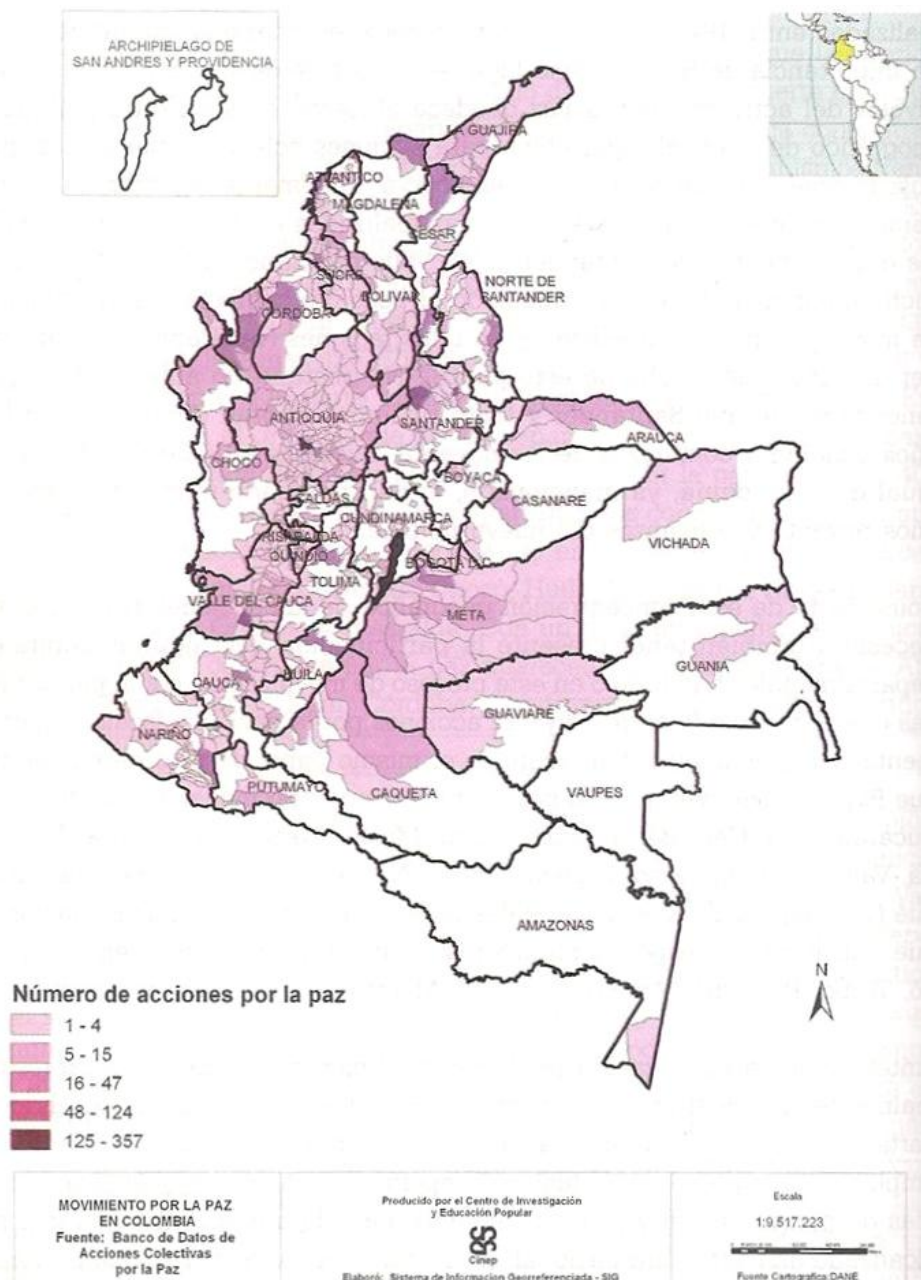 ARCHIPIELAGO DE
SAN ANDRES Y PROVIDENCIA
LA GUAJIRA
ATLANTICO
MAGDALENA
CESAR
SUCRE
NORTE DE
SANTANDER
BOLIVAR
CORDOBA
ANTIOQUIA
SANTANDER
ARAUCA
CHOCO
BOYACA
CASANARE
CALDAS
CUNDINAMARCA
VICHADA
RISARALDA
QUINDIO
BOGOTA D.C.
TOLIMA
VALLE DEL CAUCA
META
GUANIA
CAUCA
HUILA
GUAVIARE
NARIÑO
PUTUMAYO
CAQUETA
VAUPES
AMAZONAS
N
Número de acciones por la paz
1 - 4
5 - 15
16 - 47
48 - 124
125 - 357
MOVIMIENTO POR LA PAZ
EN COLOMBIA
Fuente: Banco de Datos de
Acciones Colectivas
por la Paz
Producido por el Centro de Investigación
y Educación Popular
Cinep
Elaboró: Sistema de Informacion Georreferenciada - SIG
Escala
1:9 517.223
Fuente Cartografica DANE